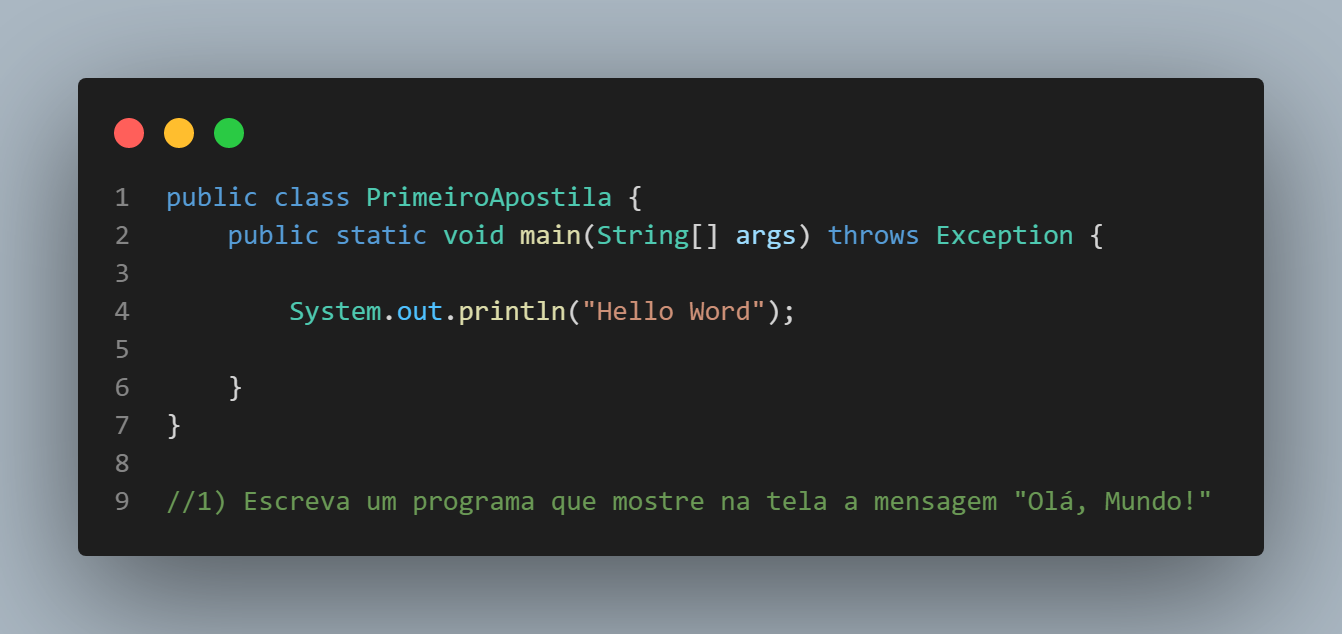 1 public class PrimeiroApostila {
2     public static void main(String[] args) throws Exception {
3
4         System.out.println("Hello Word");
5
6     }
7 }
8
9 //1) Escreva um programa que mostre na tela a mensagem "Olá, Mundo!"